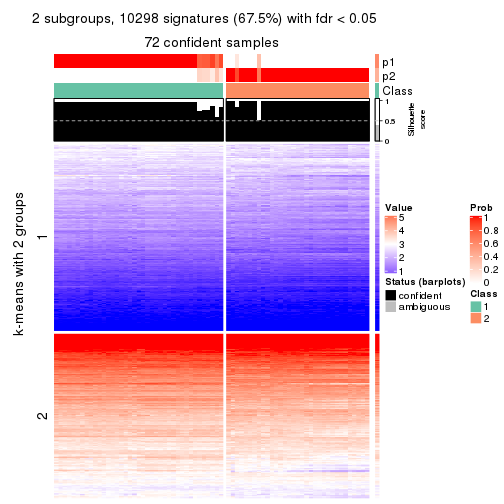 2 subgroups, 10298 signatures (67.5%) with fdr < 0.05
72 confident samples
p1
p2
Class
1
0.5
0
Silhouette
score
k-means with 2 groups
1
2
Value
5
4
3
2
1
Status (barplots)
confident
ambiguous
Prob
1
0.8
0.6
0.4
0.2
0
Class
1
2